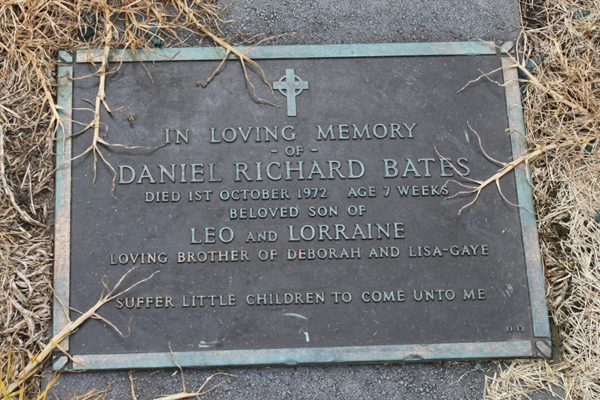 IN LOVING MEMORY
- OF -
DANIEL RICHARD BATES
DIED 1ST OCTOBER 1972 AGE 7 WEEKS
BELOVED SON OF
LEO AND LORRAINE
LOVING BROTHER OF DEBORAH AND LISA-GAYE
SUFFER LITTLE CHILDREN TO COME UNTO ME